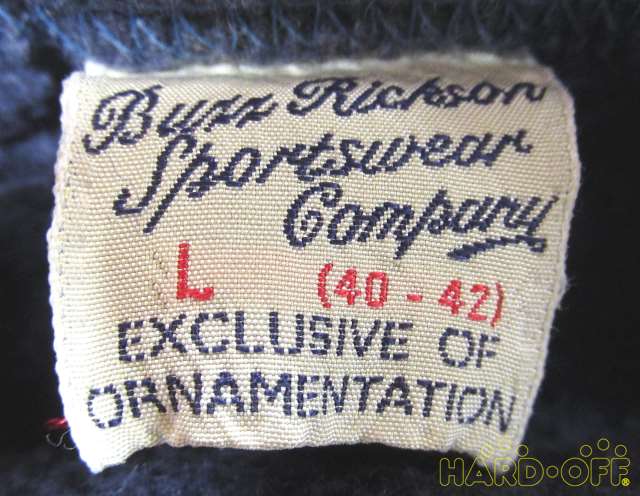 Buzz Rickson
Sportswear
Company
L (40 - 42)
EXCLUSIVE OF
ORNAMENTATION
HARD·OFF®